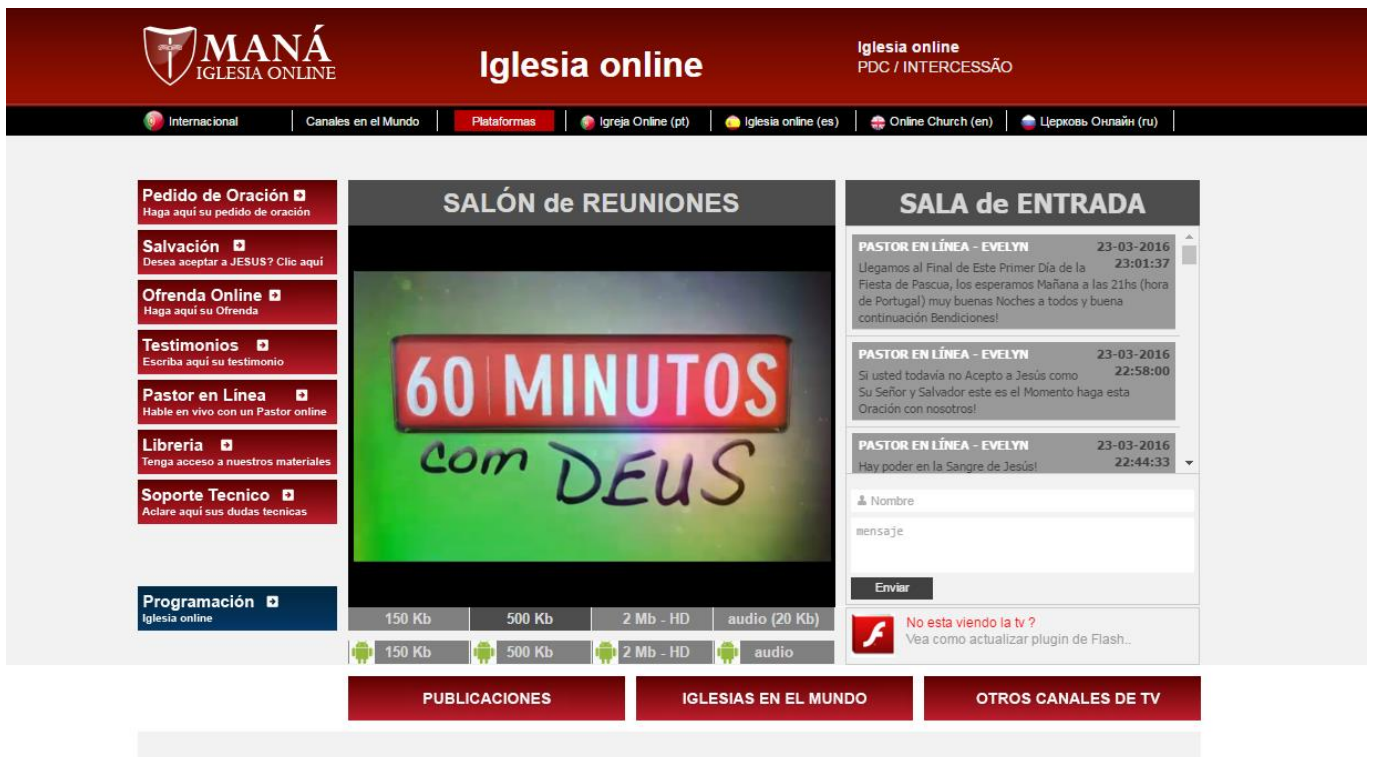 MANÁ
IGLESIA ONLINE
Iglesia online
Iglesia online
PDC / INTERCESSÃO
Internacional
Canales en el Mundo
Plataformas
Igreja Online (pt)
Iglesia online (es)
Online Church (en)
Церковь Онлайн (ru)
Pedido de Oración
Haga aquí su pedido de oración
Salvación
Desea aceptar a JESUS? Clic aquí
Ofrenda Online
Haga aquí su Ofrenda
Testimonios
Escriba aquí su testimonio
Pastor en Línea
Hable en vivo con un Pastor online
Libreria
Tenga acceso a nuestros materiales
Soporte Tecnico
Aclare aquí sus dudas tecnicas
Programación
Iglesia online
SALÓN de REUNIONES
60 MINUTOS
com DEUS
150 Kb
500 Kb
2 Mb - HD
audio (20 Kb)
150 Kb
500 Kb
2 Mb - HD
audio
SALA de ENTRADA
PASTOR EN LÍNEA - EVELYN 23-03-2016
23:01:37
Llegamos al Final de Este Primer Día de la
Fiesta de Pascua, los esperamos Mañana a las 21hs (hora
de Portugal) muy buenas Noches a todos y buena
continuación Bendiciones!
PASTOR EN LÍNEA - EVELYN 23-03-2016
22:58:00
Si usted todavía no Acepto a Jesús como
Su Señor y Salvador este es el Momento haga esta
Oración con nosotros!
PASTOR EN LÍNEA - EVELYN 23-03-2016
22:44:33
Hay poder en la Sangre de Jesús!
Nombre
mensaje
Enviar
No esta viendo la tv ?
Vea como actualizar plugin de Flash..
PUBLICACIONES
IGLESIAS EN EL MUNDO
OTROS CANALES DE TV